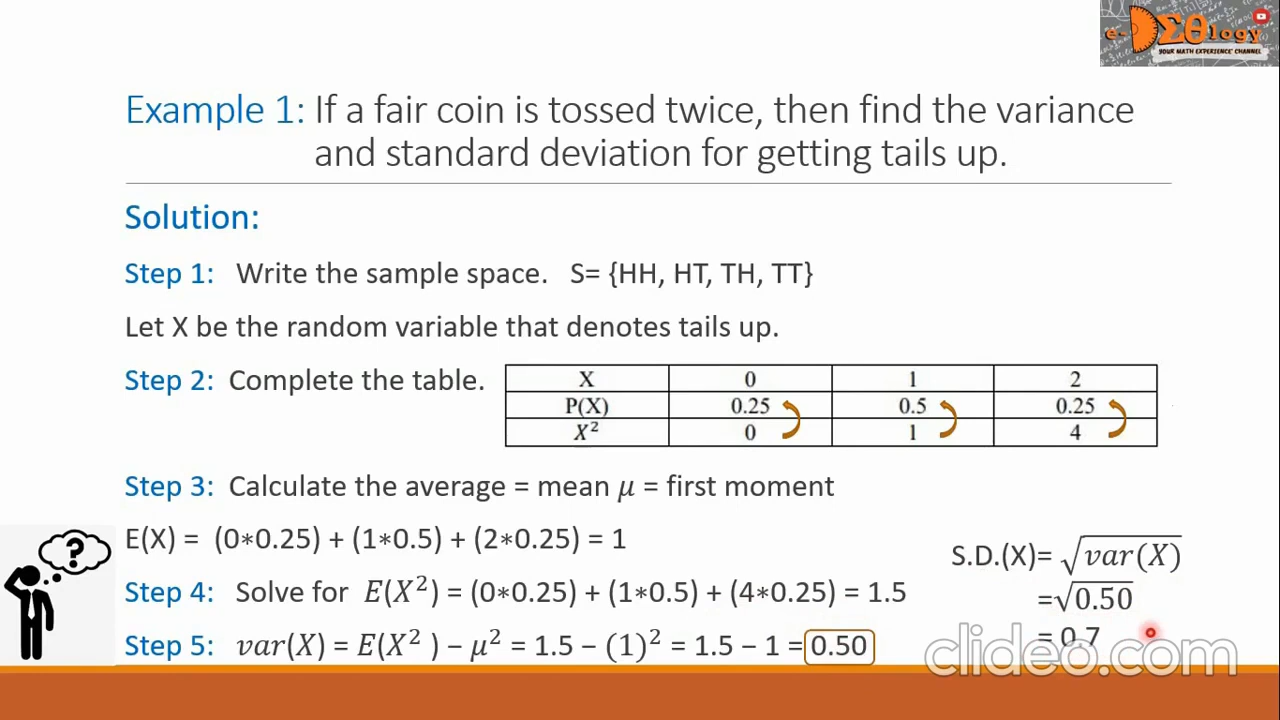 e-DΣθlogy
YOUR MATH EXPERIENCE CHANNEL
Example 1: If a fair coin is tossed twice, then find the variance
and standard deviation for getting tails up.
Solution:
Step 1: Write the sample space. S= {HH, HT, TH, TT}
Let X be the random variable that denotes tails up.
Step 2: Complete the table.
X 0 1 2
P(X) 0.25 0.5 0.25
X² 0 1 4
Step 3: Calculate the average = mean μ = first moment
E(X) = (0∗0.25) + (1∗0.5) + (2∗0.25) = 1
Step 4: Solve for E(X²) = (0∗0.25) + (1∗0.5) + (4∗0.25) = 1.5
Step 5: var(X) = E(X² ) − μ² = 1.5 − (1)² = 1.5 − 1 = 0.50
S.D.(X)= √var(X)
=√0.50
= 0.7
?
clideo.com